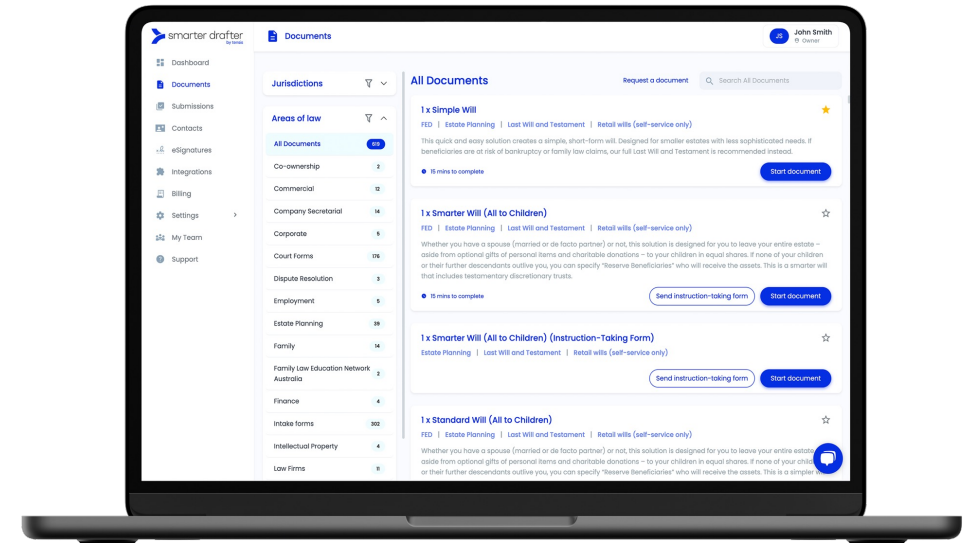 smarter drafter
by tensis
Documents
JS
John Smith
Owner
Dashboard
Documents
Submissions
Contacts
eSignatures
Integrations
Billing
Settings
My Team
Support
Jurisdictions
Areas of law
All Documents 619
Co-ownership 2
Commercial 12
Company Secretarial 14
Corporate 5
Court Forms 176
Dispute Resolution 3
Employment 5
Estate Planning 39
Family 14
Family Law Education Network
Australia 2
Finance 4
Intake forms 302
Intellectual Property 4
Law Firms 11
All Documents
Request a document
Search All Documents
1 x Simple Will
FED | Estate Planning | Last Will and Testament | Retail wills (self-service only)
This quick and easy solution creates a simple, short-form will. Designed for smaller estates with less sophisticated needs. If
beneficiaries are at risk of bankruptcy or family law claims, our full Last Will and Testament is recommended instead.
15 mins to complete
Start document
1 x Smarter Will (All to Children)
FED | Estate Planning | Last Will and Testament | Retail wills (self-service only)
Whether you have a spouse (married or de facto partner) or not, this solution is designed for you to leave your entire estate –
aside from optional gifts of personal items and charitable donations – to your children in equal shares. If none of your children
or their further descendants outlive you, you can specify “Reserve Beneficiaries” who will receive the assets. This is a smarter will
that includes testamentary discretionary trusts.
15 mins to complete
Send instruction-taking form
Start document
1 x Smarter Will (All to Children) (Instruction-Taking Form)
Estate Planning | Last Will and Testament | Retail wills (self-service only)
Send instruction-taking form
Start document
1 x Standard Will (All to Children)
FED | Estate Planning | Last Will and Testament | Retail wills (self-service only)
Whether you have a spouse (married or de facto partner) or not, this solution is designed for you to leave your entire estate
aside from optional gifts of personal items and charitable donations – to your children in equal shares. If none of your child
or their further descendants outlive you, you can specify “Reserve Beneficiaries” who will receive the assets. This is a simpler w